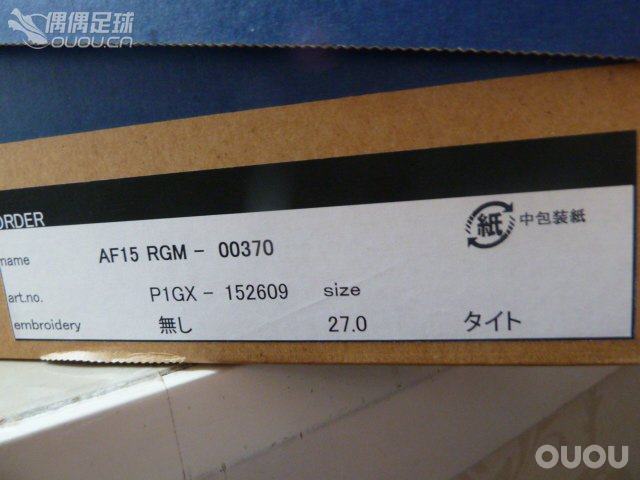 偶偶足球
OUOU.CN
ORDER
紙 中包装紙
name AF15 RGM - 00370
art.no. P1GX - 152609 size
embroidery 無し 27.0 タイト
OUOU